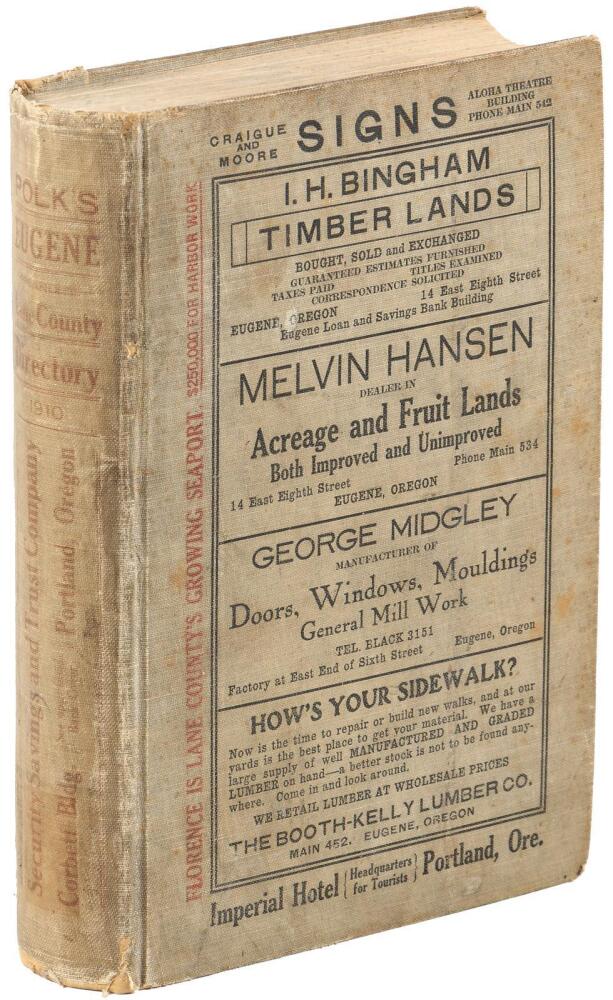 POLK'S
EUGENE
Lane County
Directory
1910
Security Savings and Trust Company
Corbett Bldg. Portland, Oregon
FLORENCE IS LANE COUNTY'S GROWING SEAPORT. $250,000 FOR HARBOR WORK
CRAIGUE AND MOORE SIGNS ALOHA THEATRE BUILDING PHONE MAIN 542
I. H. BINGHAM
TIMBER LANDS
BOUGHT, SOLD and EXCHANGED
GUARANTEED ESTIMATES FURNISHED
TAXES PAID TITLES EXAMINED
CORRESPONDENCE SOLICITED
EUGENE, OREGON 14 East Eighth Street
Eugene Loan and Savings Bank Building
MELVIN HANSEN
DEALER IN
Acreage and Fruit Lands
Both Improved and Unimproved
14 East Eighth Street Phone Main 534
EUGENE, OREGON
GEORGE MIDGLEY
MANUFACTURER OF
Doors, Windows, Mouldings
General Mill Work
TEL. BLACK 3151
Factory at East End of Sixth Street Eugene, Oregon
HOW'S YOUR SIDEWALK?
Now is the time to repair or build new walks, and at our
yards is the best place to get your material. We have a
large supply of well MANUFACTURED AND GRADED
LUMBER on hand—a better stock is not to be found any-
where. Come in and look around.
WE RETAIL LUMBER AT WHOLESALE PRICES
THE BOOTH-KELLY LUMBER CO.
MAIN 452. EUGENE, OREGON
Imperial Hotel { Headquarters for Tourists } Portland, Ore.